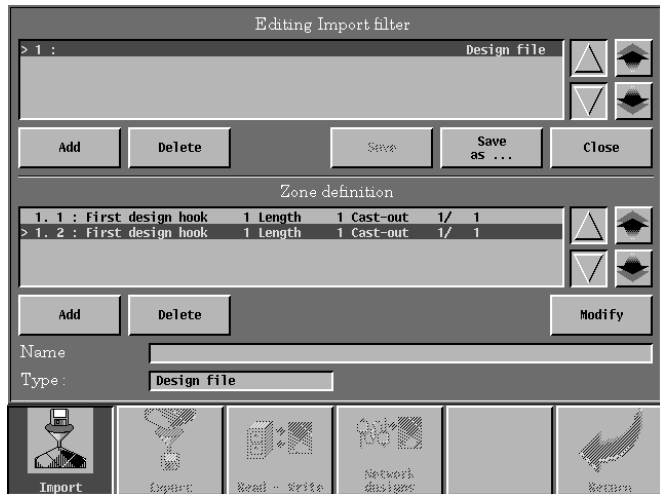 Editing Import filter
> 1 : Design file
Add Delete Save Save as ... Close
Zone definition
1. 1 : First design hook 1 Length 1 Cast-out 1/ 1
> 1. 2 : First design hook 1 Length 1 Cast-out 1/ 1
Add Delete Modify
Name
Type : Design file
Import Export Read - Write Network designs Return